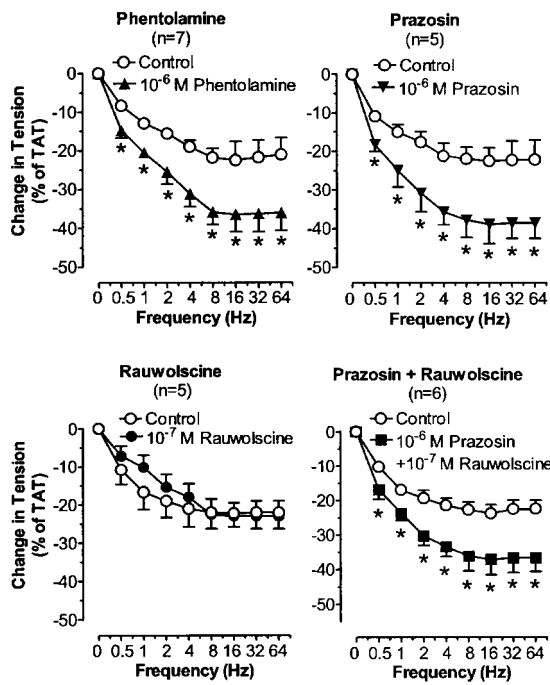 Phentolamine
(n=7)
Control
10⁻⁶ M Phentolamine
0
-10
-20
-30
-40
-50
Change in Tension
(% of TAT)
* * * * * * * *
0 0.5 1 2 4 8 16 32 64
Frequency (Hz)
Prazosin
(n=5)
Control
10⁻⁶ M Prazosin
0
-10
-20
-30
-40
-50
* * * * * * * *
0 0.5 1 2 4 8 16 32 64
Frequency (Hz)
Rauwolscine
(n=5)
Control
10⁻⁷ M Rauwolscine
0
-10
-20
-30
-40
-50
Change in Tension
(% of TAT)
0 0.5 1 2 4 8 16 32 64
Frequency (Hz)
Prazosin + Rauwolscine
(n=6)
Control
10⁻⁶ M Prazosin
+10⁻⁷ M Rauwolscine
0
-10
-20
-30
-40
-50
* * * * * * * *
0 0.5 1 2 4 8 16 32 64
Frequency (Hz)